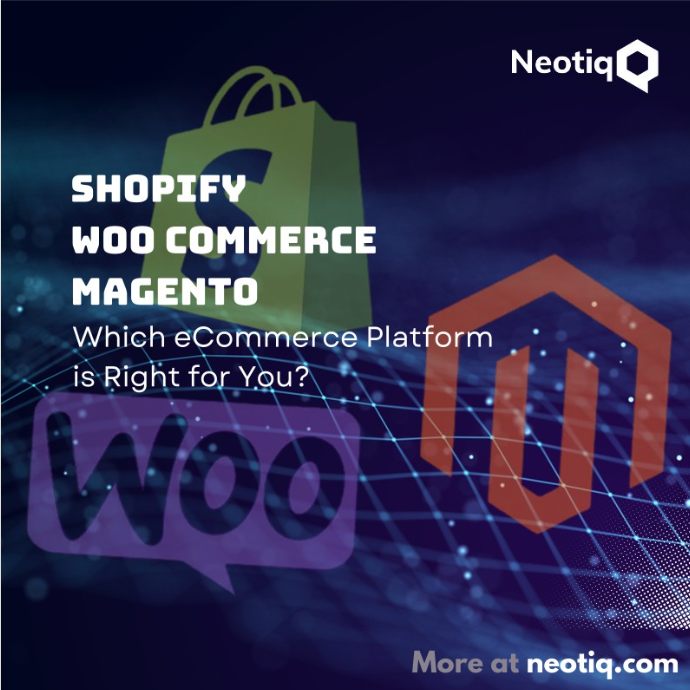 Neotiq
SHOPIFY
WOO COMMERCE
MAGENTO
Which eCommerce Platform
is Right for You?
WOO
More at neotiq.com